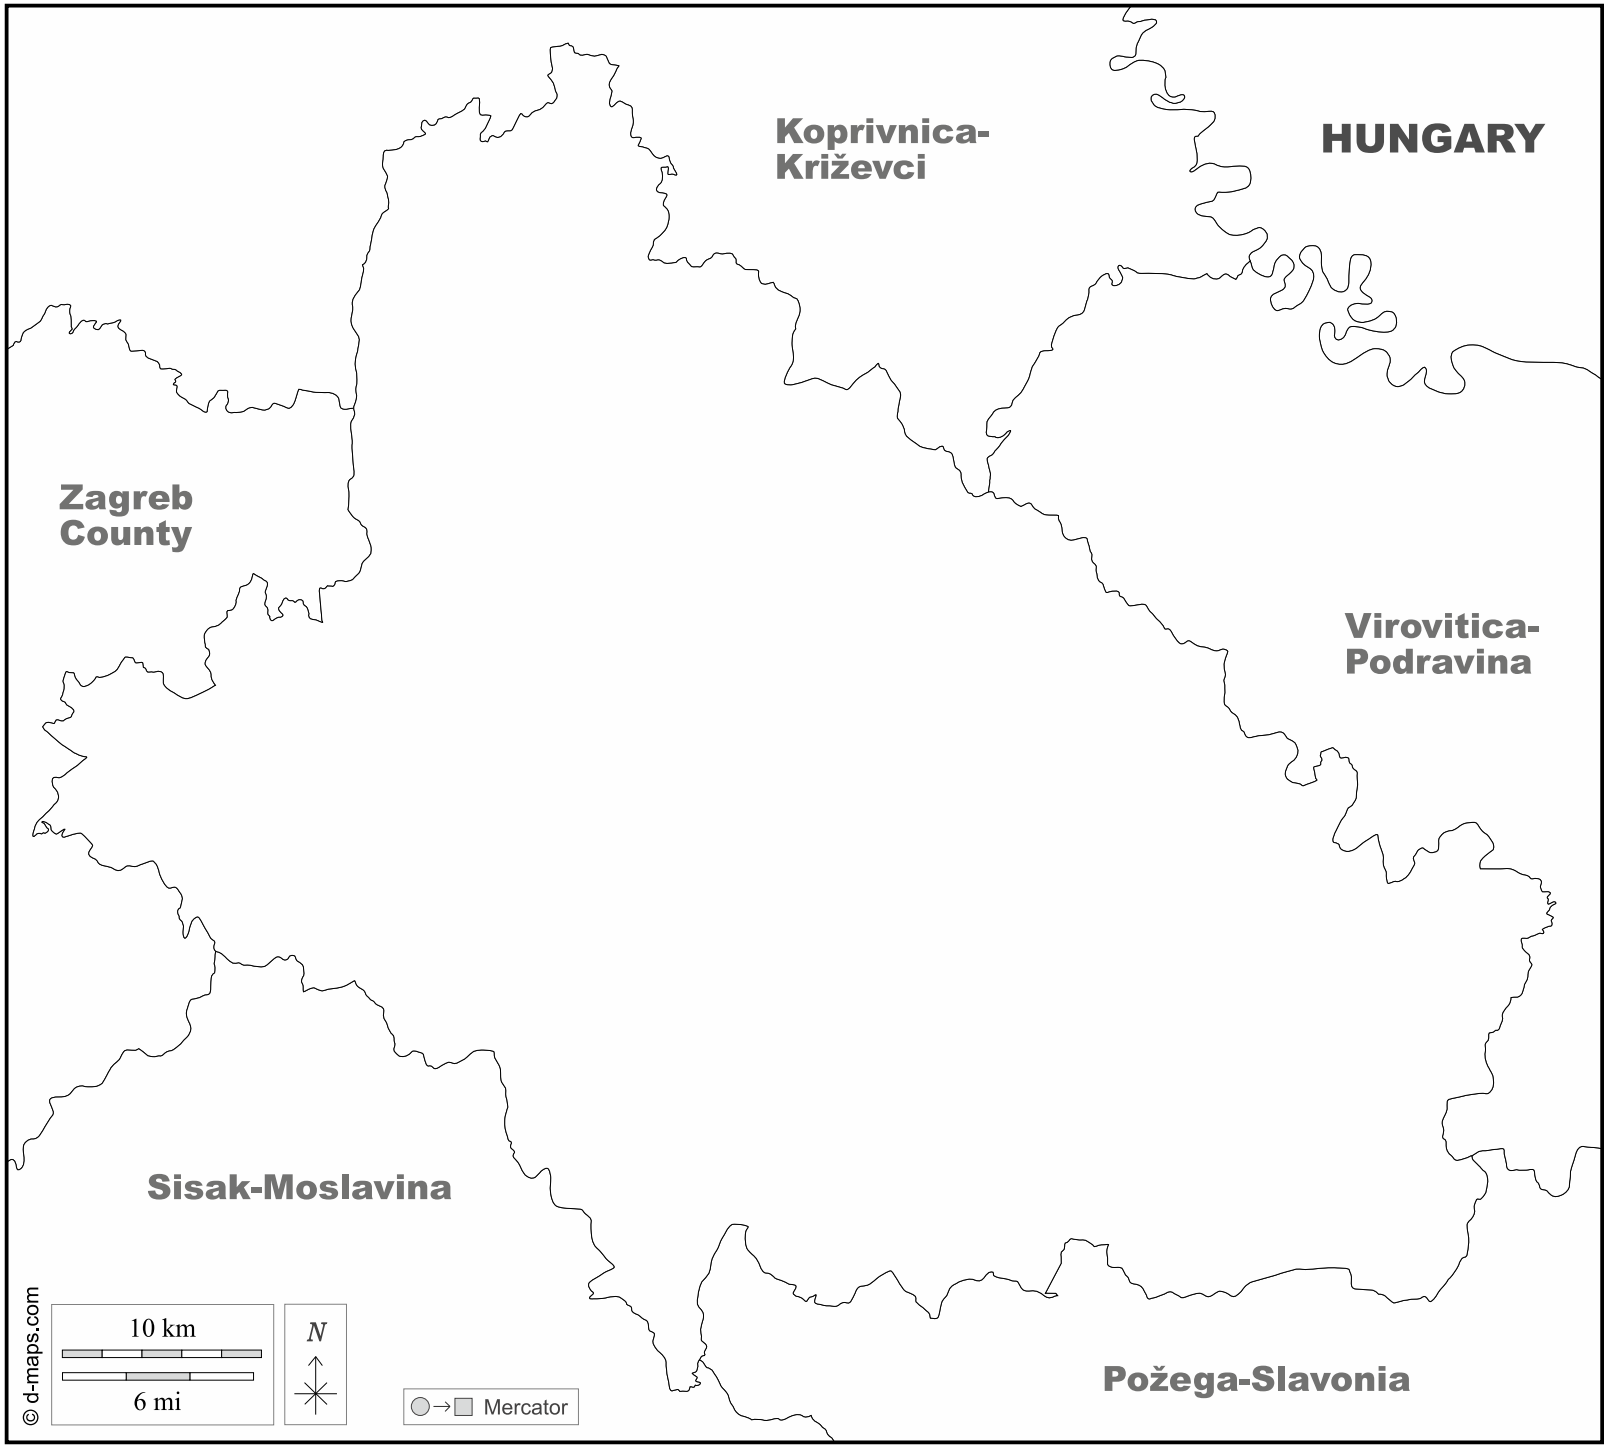 Koprivnica-
Križevci
HUNGARY
Zagreb
County
Virovitica-
Podravina
Sisak-Moslavina
Požega-Slavonia
© d-maps.com
10 km
6 mi
N
Mercator